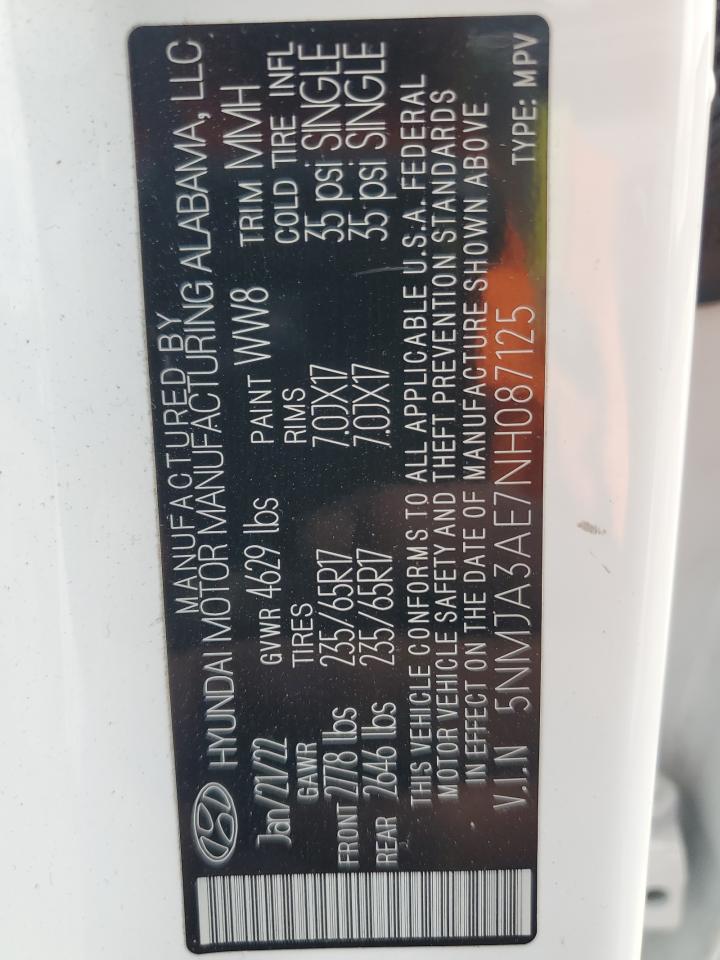 MANUFACTURED BY
HYUNDAI MOTOR MANUFACTURING ALABAMA, LLC
Jan/21/22 GVWR 4629 lbs PAINT WW8 TRIM MMH
GAWR TIRES RIMS COLD TIRE INFL
FRONT 2778 lbs 235/65R17 7.0JX17 35 psi SINGLE
REAR 2646 lbs 235/65R17 7.0JX17 35 psi SINGLE
THIS VEHICLE CONFORMS TO ALL APPLICABLE U.S.A. FEDERAL
MOTOR VEHICLE SAFETY AND THEFT PREVENTION STANDARDS
IN EFFECT ON THE DATE OF MANUFACTURE SHOWN ABOVE
V.I.N 5NMJA3AE7NH087125 TYPE: MPV